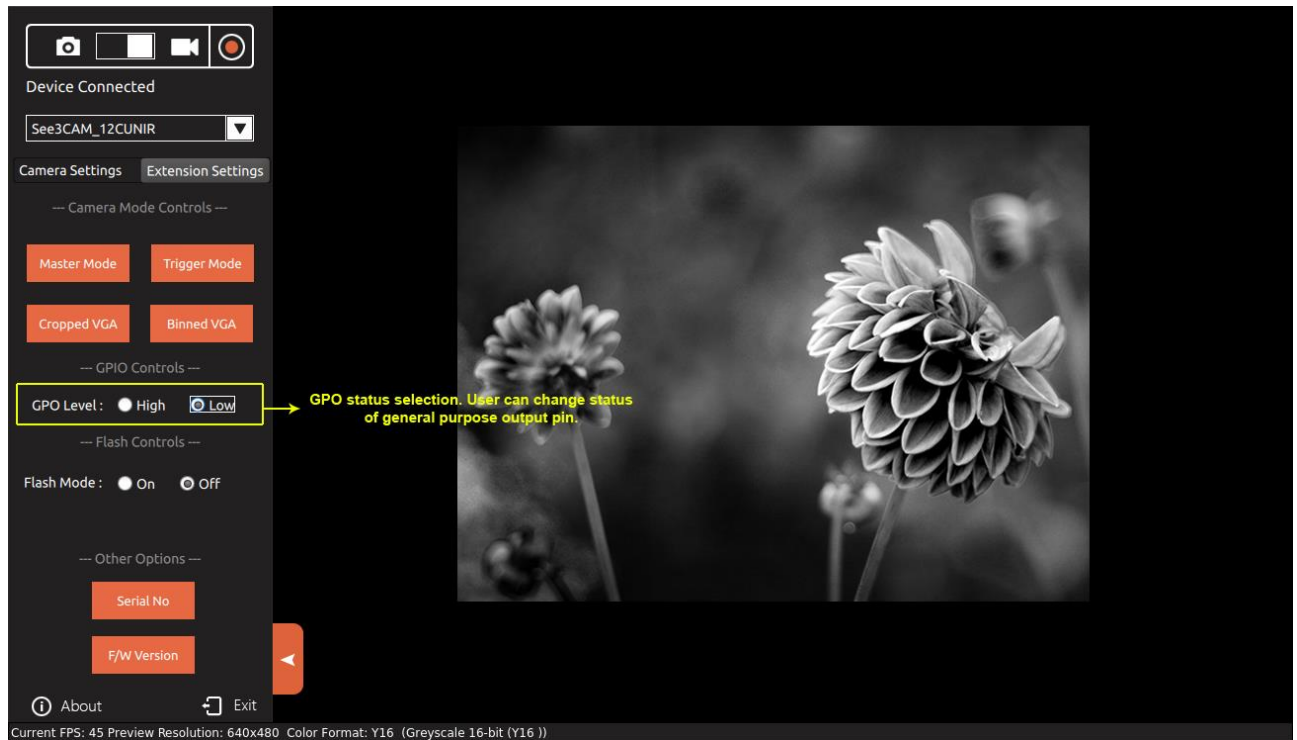 Device Connected
See3CAM_12CUNIR
Camera Settings Extension Settings
--- Camera Mode Controls ---
Master Mode Trigger Mode
Cropped VGA Binned VGA
--- GPIO Controls ---
GPO Level : High Low
GPO status selection. User can change status
of general purpose output pin.
--- Flash Controls ---
Flash Mode : On Off
--- Other Options ---
Serial No
F/W Version
About Exit
Current FPS: 45 Preview Resolution: 640x480 Color Format: Y16 (Greyscale 16-bit (Y16 ))